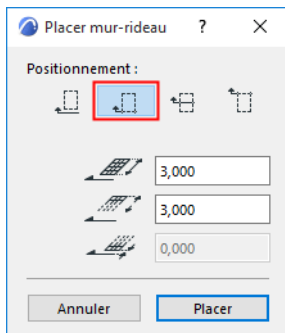 Placer mur-rideau ?
Positionnement :
3,000
3,000
0,000
Annuler Placer